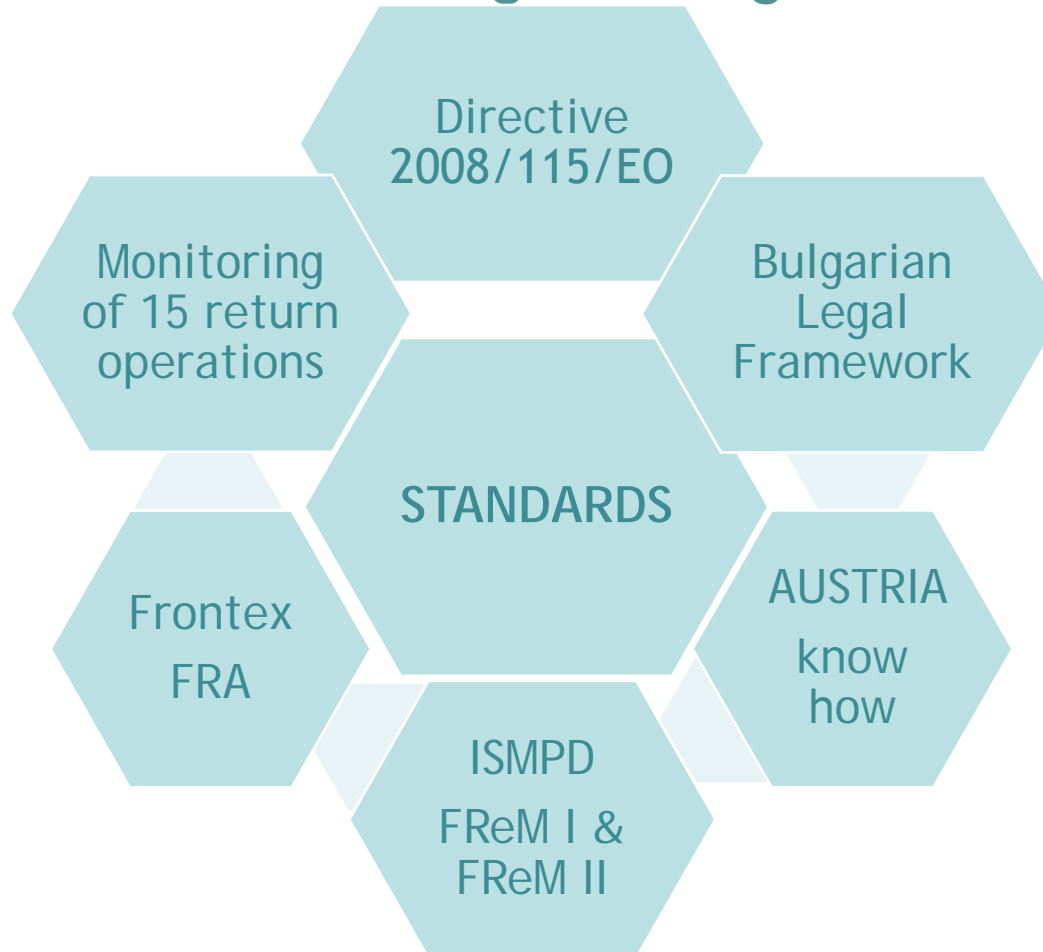 Directive
2008/115/EO
Monitoring
of 15 return
operations
Bulgarian
Legal
Framework
STANDARDS
Frontex
FRA
AUSTRIA
know
how
ISMPD
FReM I &
FReM II